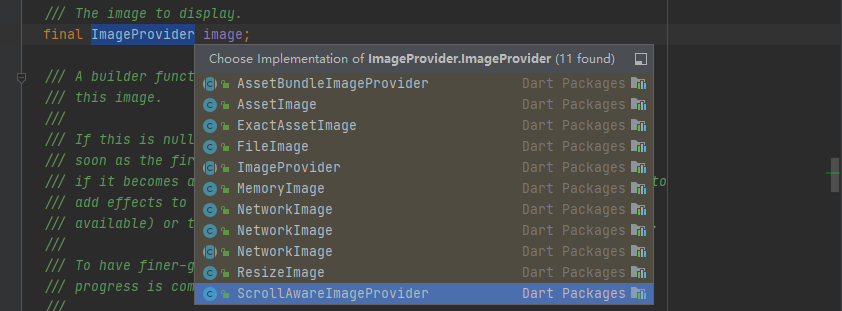 /// The image to display.
final ImageProvider image;
Choose Implementation of ImageProvider.ImageProvider (11 found)
/// A builder funct
AssetBundleImageProvider Dart Packages
/// this image.
AssetImage Dart Packages
///
ExactAssetImage Dart Packages
/// If this is null
FileImage Dart Packages
/// soon as the fir
ImageProvider Dart Packages
/// if it becomes a
to
MemoryImage Dart Packages
/// add effects to
NetworkImage Dart Packages
/// available) or t
.
NetworkImage Dart Packages
///
NetworkImage Dart Packages
/// To have finer-g
ResizeImage Dart Packages
/// progress is com
ScrollAwareImageProvider Dart Packages
///